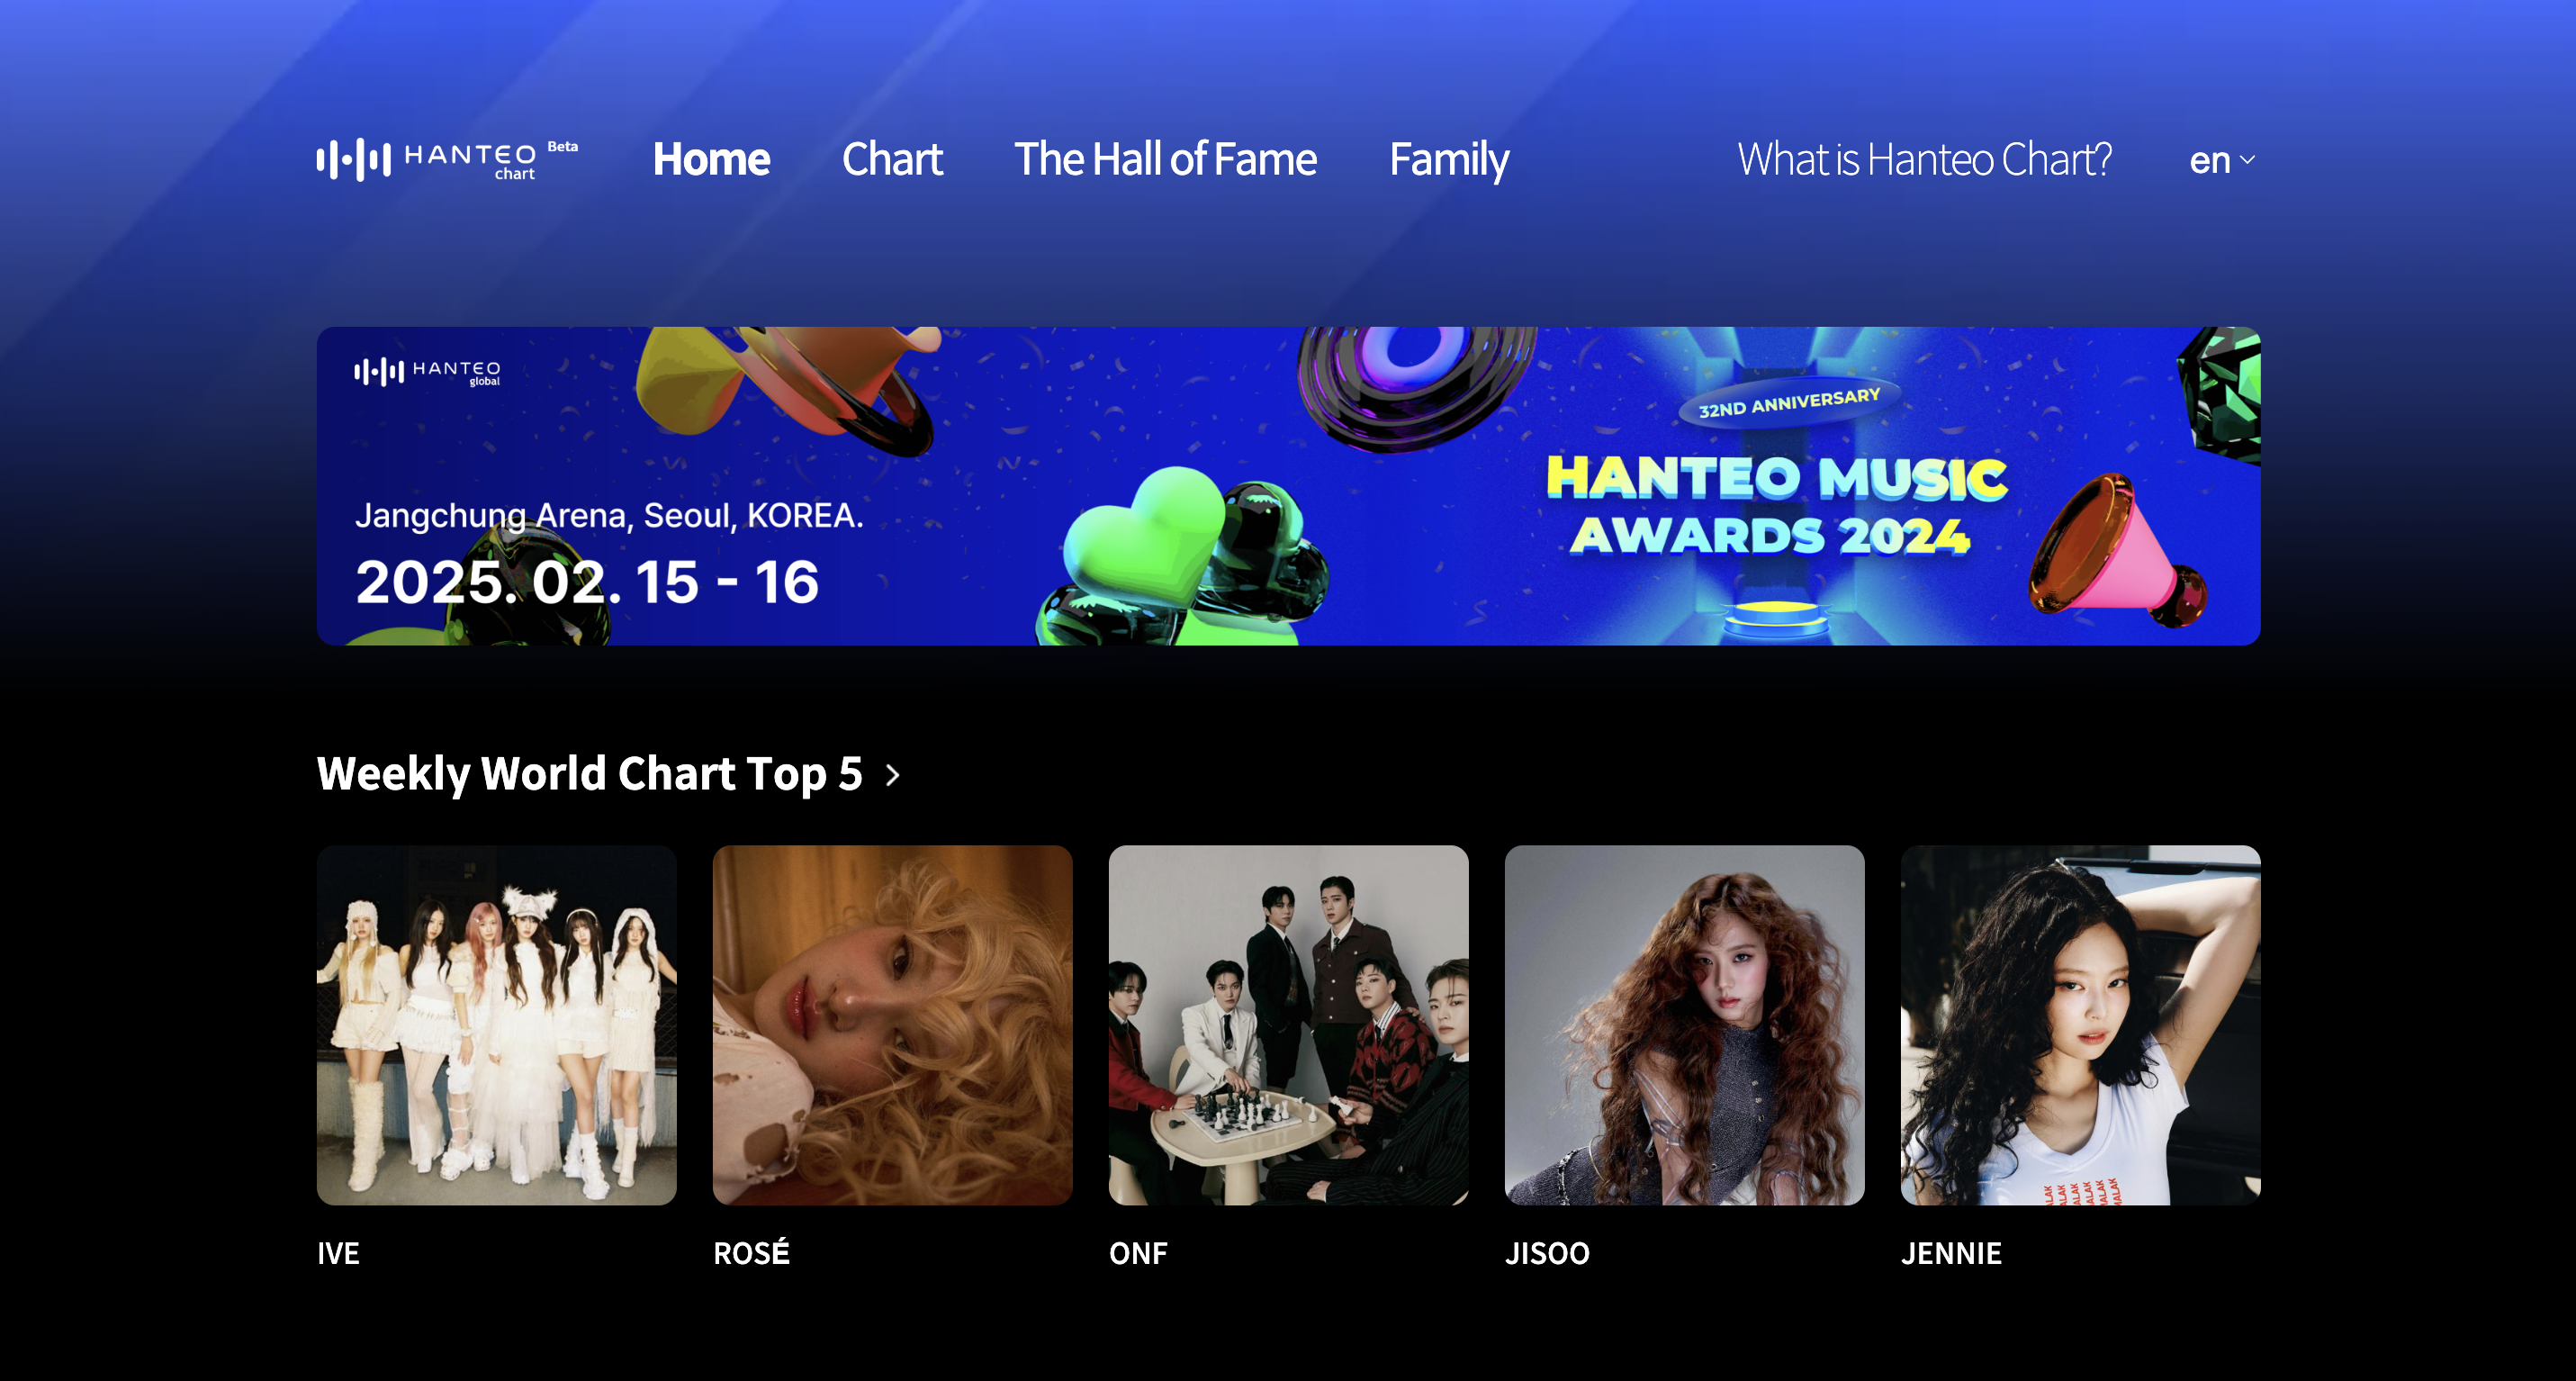 HANTEO Beta
chart
Home
Chart
The Hall of Fame
Family
What is Hanteo Chart?
en
HANTEO
global
Jangchung Arena, Seoul, KOREA.
2025. 02. 15 - 16
32ND ANNIVERSARY
HANTEO MUSIC
AWARDS 2024
Weekly World Chart Top 5
IVE
ROSÉ
ONF
JISOO
JENNIE